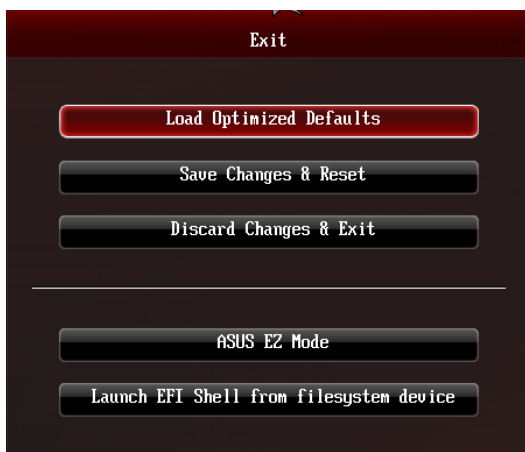 Exit
Load Optimized Defaults
Save Changes & Reset
Discard Changes & Exit
ASUS EZ Mode
Launch EFI Shell from filesystem device